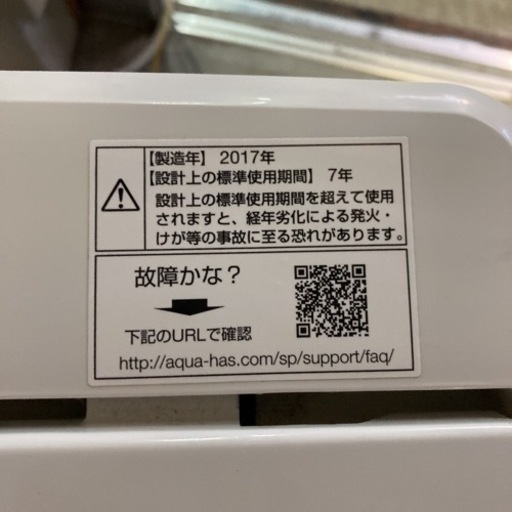 【製造年】 2017年
【設計上の標準使用期間】 7年
設計上の標準使用期間を超えて使用
されますと、経年劣化による発火・
けが等の事故に至る恐れがあります。
故障かな？
下記のURLで確認
http://aqua-has.com/sp/support/faq/